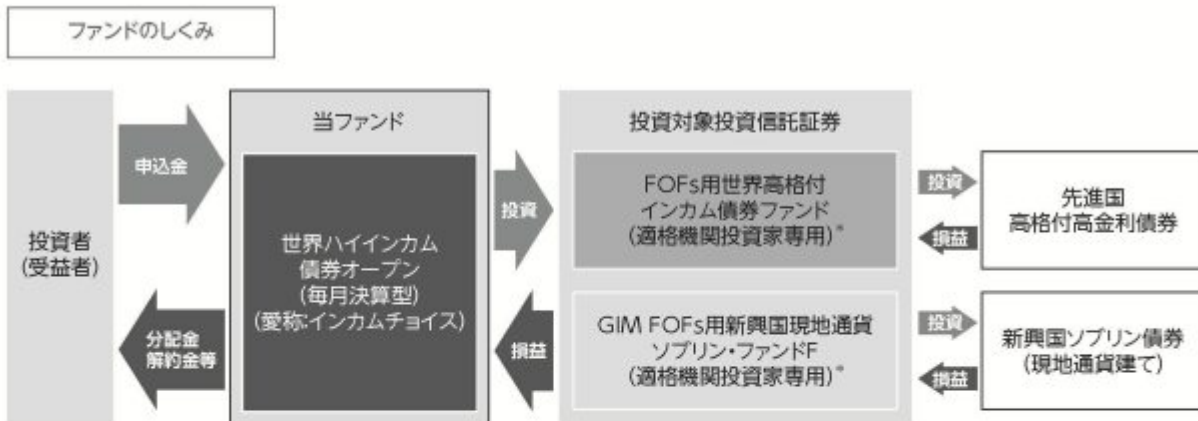 ファンドのしくみ
投資者
(受益者)
申込金
分配金
解約金等
当ファンド
世界ハイインカム
債券オープン
(毎月決算型)
(愛称:インカムチョイス)
投資
損益
投資対象投資信託証券
FOFs用世界高格付
インカム債券ファンド
(適格機関投資家専用)*
GIM FOFs用新興国現地通貨
ソブリン・ファンドF
(適格機関投資家専用)*
投資
損益
先進国
高格付高金利債券
投資
損益
新興国ソブリン債券
(現地通貨建て)